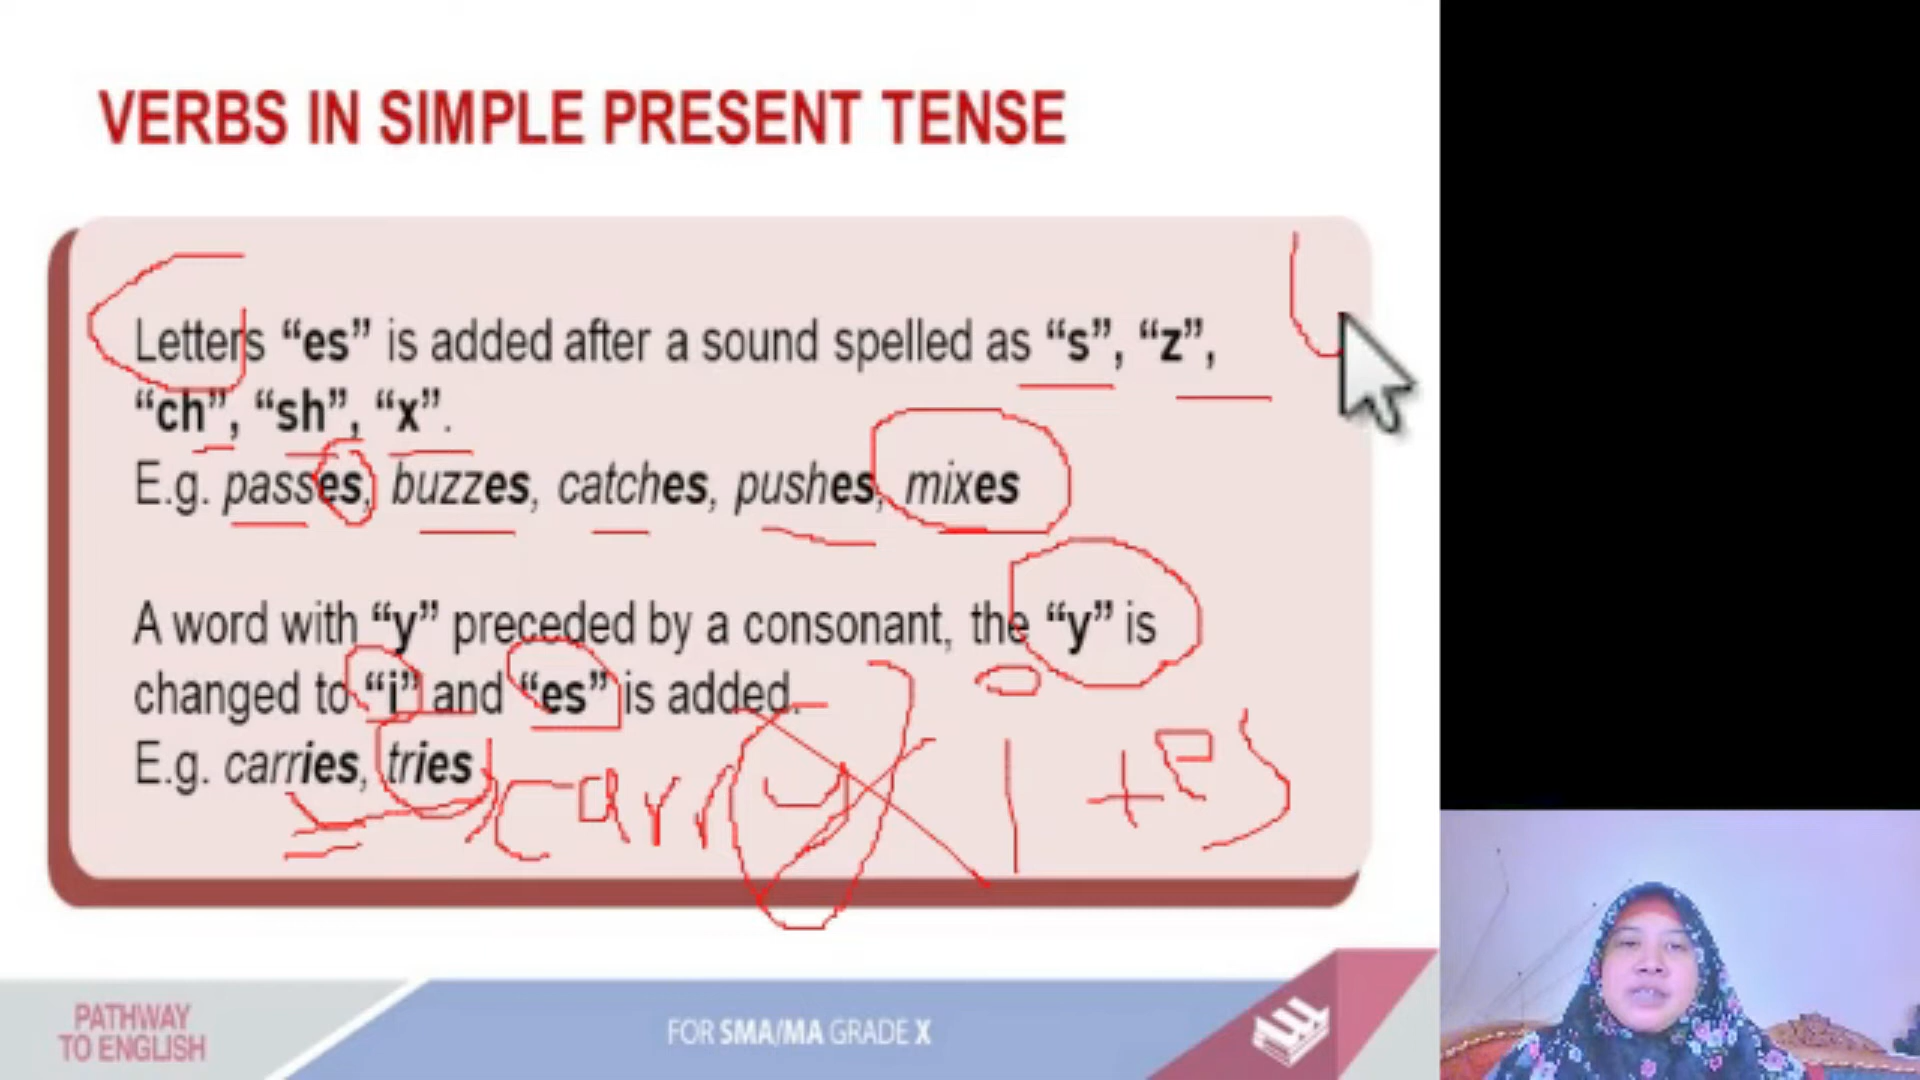 VERBS IN SIMPLE PRESENT TENSE
Letters “es” is added after a sound spelled as “s”, “z”,
“ch”, “sh”, “x”.
E.g. passes, buzzes, catches, pushes, mixes
A word with “y” preceded by a consonant, the “y” is
changed to “i” and “es” is added.
E.g. carries, tries
carry i +es
PATHWAY
TO ENGLISH
FOR SMA/MA GRADE X